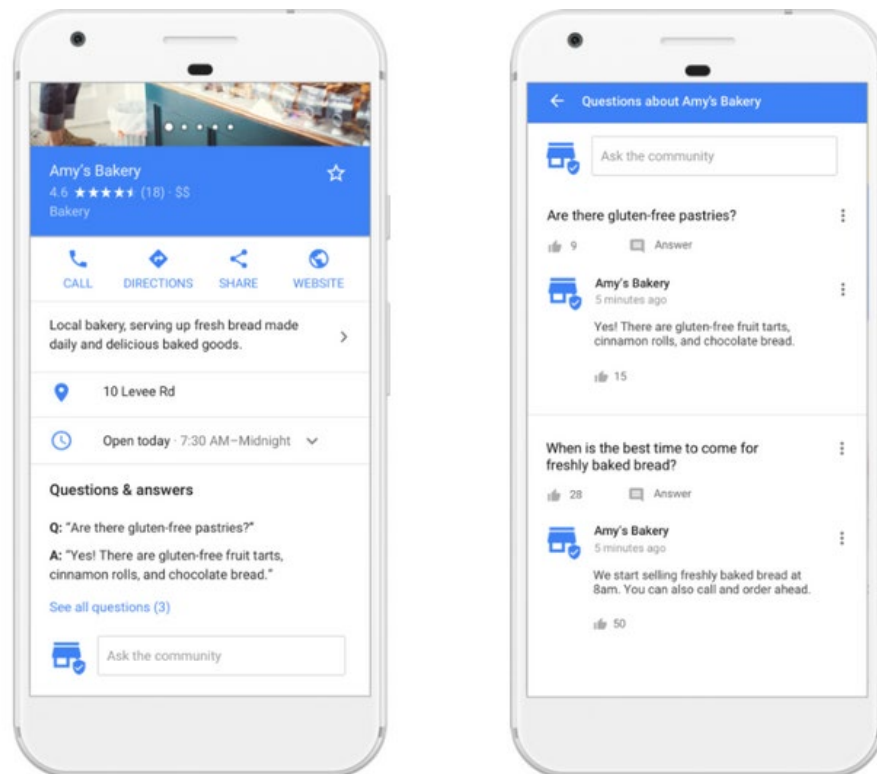 Amy's Bakery
4.6 ★★★★★ (18) · $$
Bakery
CALL DIRECTIONS SHARE WEBSITE
Local bakery, serving up fresh bread made
daily and delicious baked goods.
10 Levee Rd
Open today · 7:30 AM–Midnight
Questions & answers
Q: "Are there gluten-free pastries?"
A: "Yes! There are gluten-free fruit tarts,
cinnamon rolls, and chocolate bread."
See all questions (3)
Ask the community
Questions about Amy's Bakery
Ask the community
Are there gluten-free pastries?
9 Answer
Amy's Bakery
5 minutes ago
Yes! There are gluten-free fruit tarts,
cinnamon rolls, and chocolate bread.
15
When is the best time to come for
freshly baked bread?
28 Answer
Amy's Bakery
5 minutes ago
We start selling freshly baked bread at
8am. You can also call and order ahead.
50